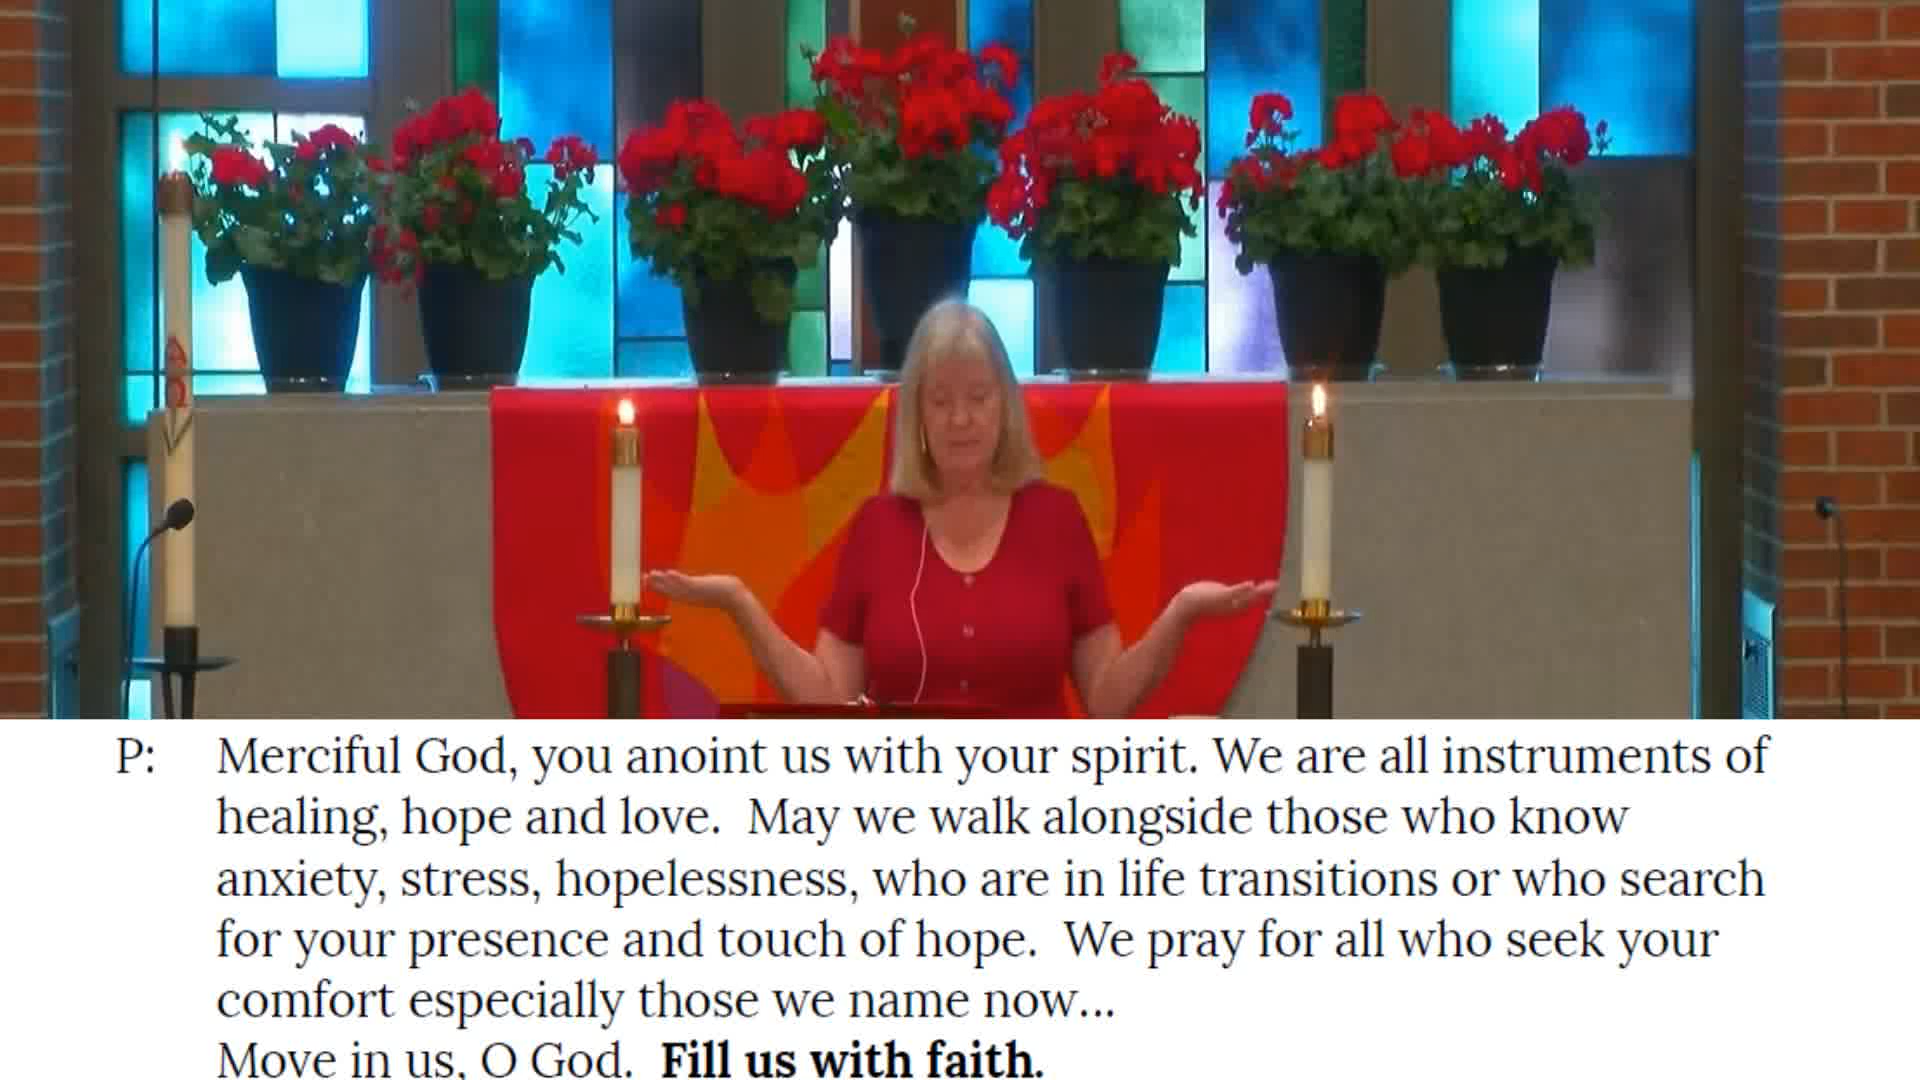 P: Merciful God, you anoint us with your spirit. We are all instruments of
healing, hope and love.  May we walk alongside those who know
anxiety, stress, hopelessness, who are in life transitions or who search
for your presence and touch of hope.  We pray for all who seek your
comfort especially those we name now...
Move in us, O God.  Fill us with faith.